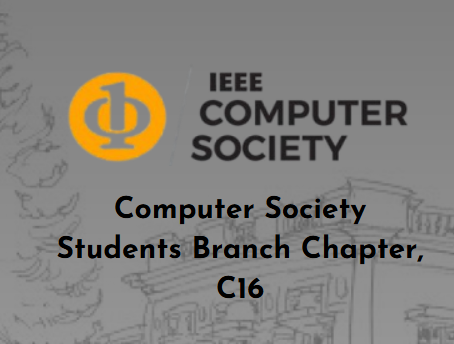 IEEE
COMPUTER
SOCIETY
Computer Society
Students Branch Chapter,
C16